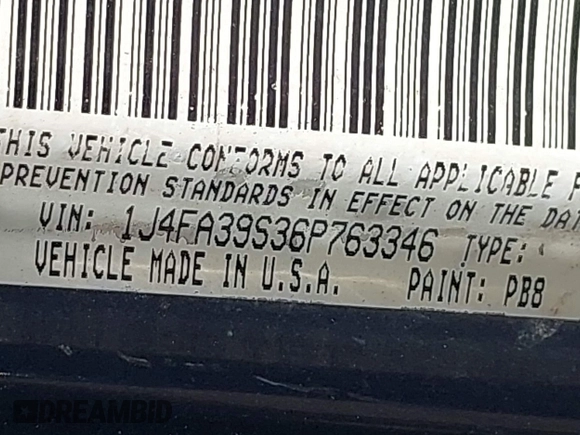 THIS VEHICLE CONFORMS TO ALL APPLICABLE
PREVENTION STANDARDS IN EFFECT ON THE
VIN: 1J4FA39S36P763346 TYPE:
VEHICLE MADE IN U.S.A. PAINT: PB8
DREAMBID